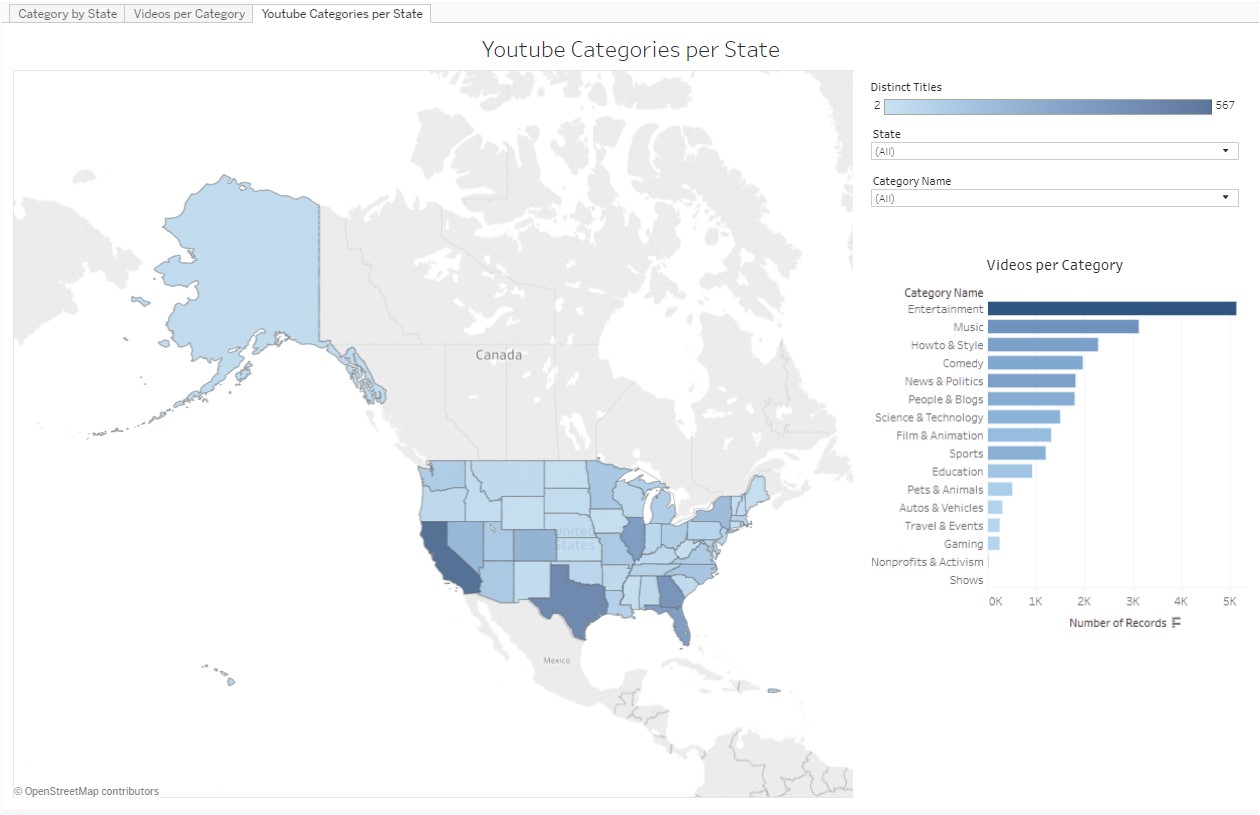 Category by State
Videos per Category
Youtube Categories per State
Youtube Categories per State
Canada
United States
Mexico
© OpenStreetMap contributors
Distinct Titles
2
567
State
(All)
Category Name
(All)
Videos per Category
Category Name
Entertainment
Music
Howto & Style
Comedy
News & Politics
People & Blogs
Science & Technology
Film & Animation
Sports
Education
Pets & Animals
Autos & Vehicles
Travel & Events
Gaming
Nonprofits & Activism
Shows
0K 1K 2K 3K 4K 5K
Number of Records